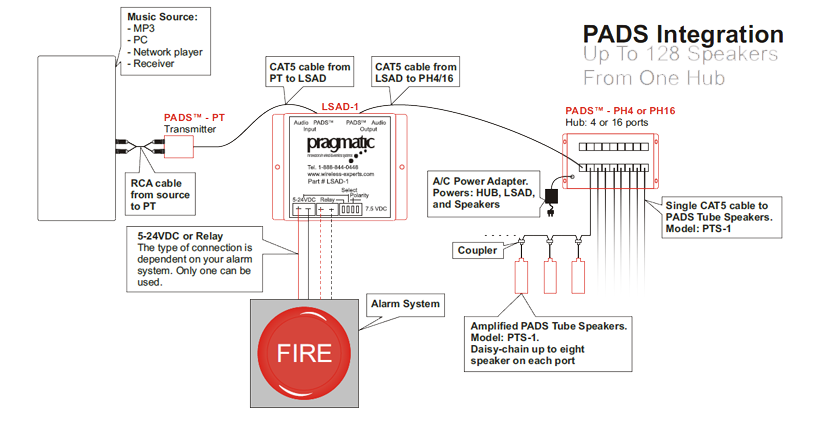 PADS Integration
Up To 128 Speakers
From One Hub
Music Source:
- MP3
- PC
- Network player
- Receiver
CAT5 cable from
PT to LSAD
CAT5 cable from
LSAD to PH4/16
PADS™ - PT
Transmitter
LSAD-1
PADS™ - PH4 or PH16
Hub: 4 or 16 ports
Audio PADS™ PADS™ Audio
Input Output
pragmatic
Tel. 1-888-844-0448
www.wireless-experts.com
Part # LSAD-1
Select
Polarity
5-24VDC Relay
7.5 VDC
RCA cable
from source
to PT
A/C Power Adapter.
Powers: HUB, LSAD,
and Speakers
Single CAT5 cable to
PADS Tube Speakers.
Model: PTS-1
5-24VDC or Relay
The type of connection is
dependent on your alarm
system. Only one can be
used.
Coupler
Alarm System
FIRE
Amplified PADS Tube Speakers.
Model: PTS-1.
Daisy-chain up to eight
speaker on each port